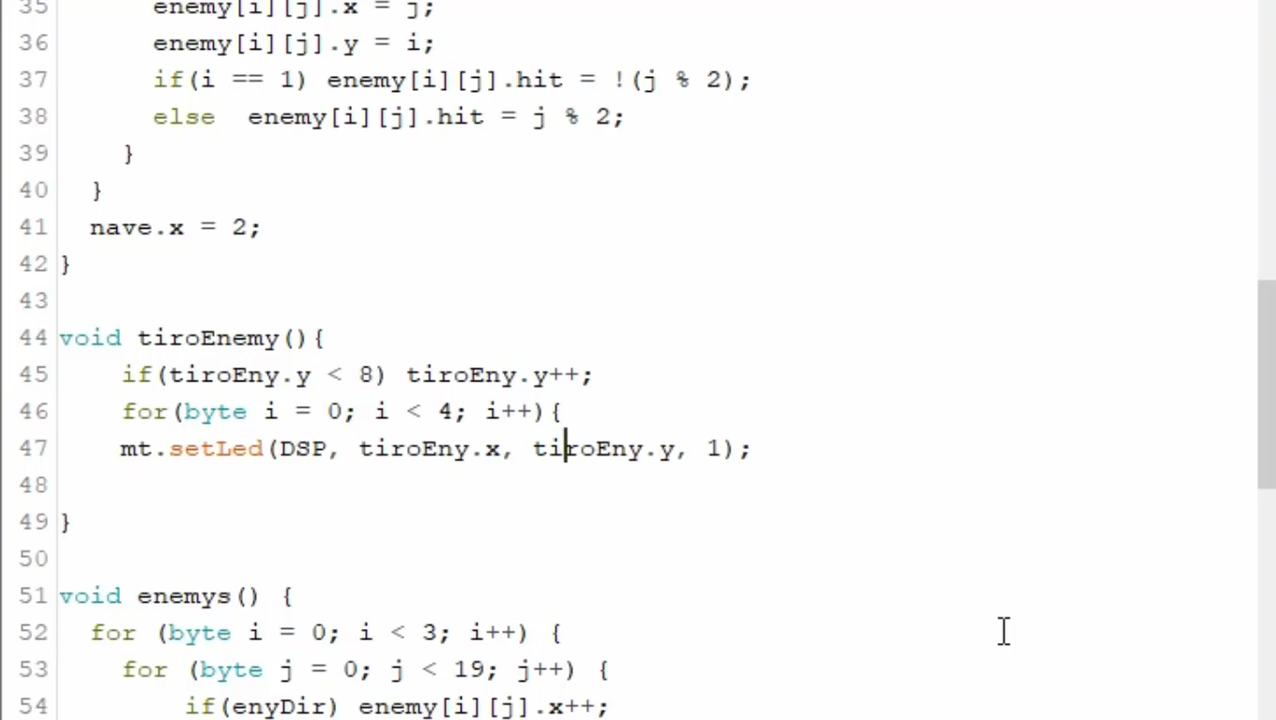 35 enemy[i][j].x = j;
36 enemy[i][j].y = i;
37 if(i == 1) enemy[i][j].hit = !(j % 2);
38 else  enemy[i][j].hit = j % 2;
39 }
40 }
41 nave.x = 2;
42 }
43
44 void tiroEnemy(){
45 if(tiroEny.y < 8) tiroEny.y++;
46 for(byte i = 0; i < 4; i++){
47 mt.setLed(DSP, tiroEny.x, tiroEny.y, 1);
48
49 }
50
51 void enemys() {
52 for (byte i = 0; i < 3; i++) {
53 for (byte j = 0; j < 19; j++) {
54 if(enyDir) enemy[i][j].x++;